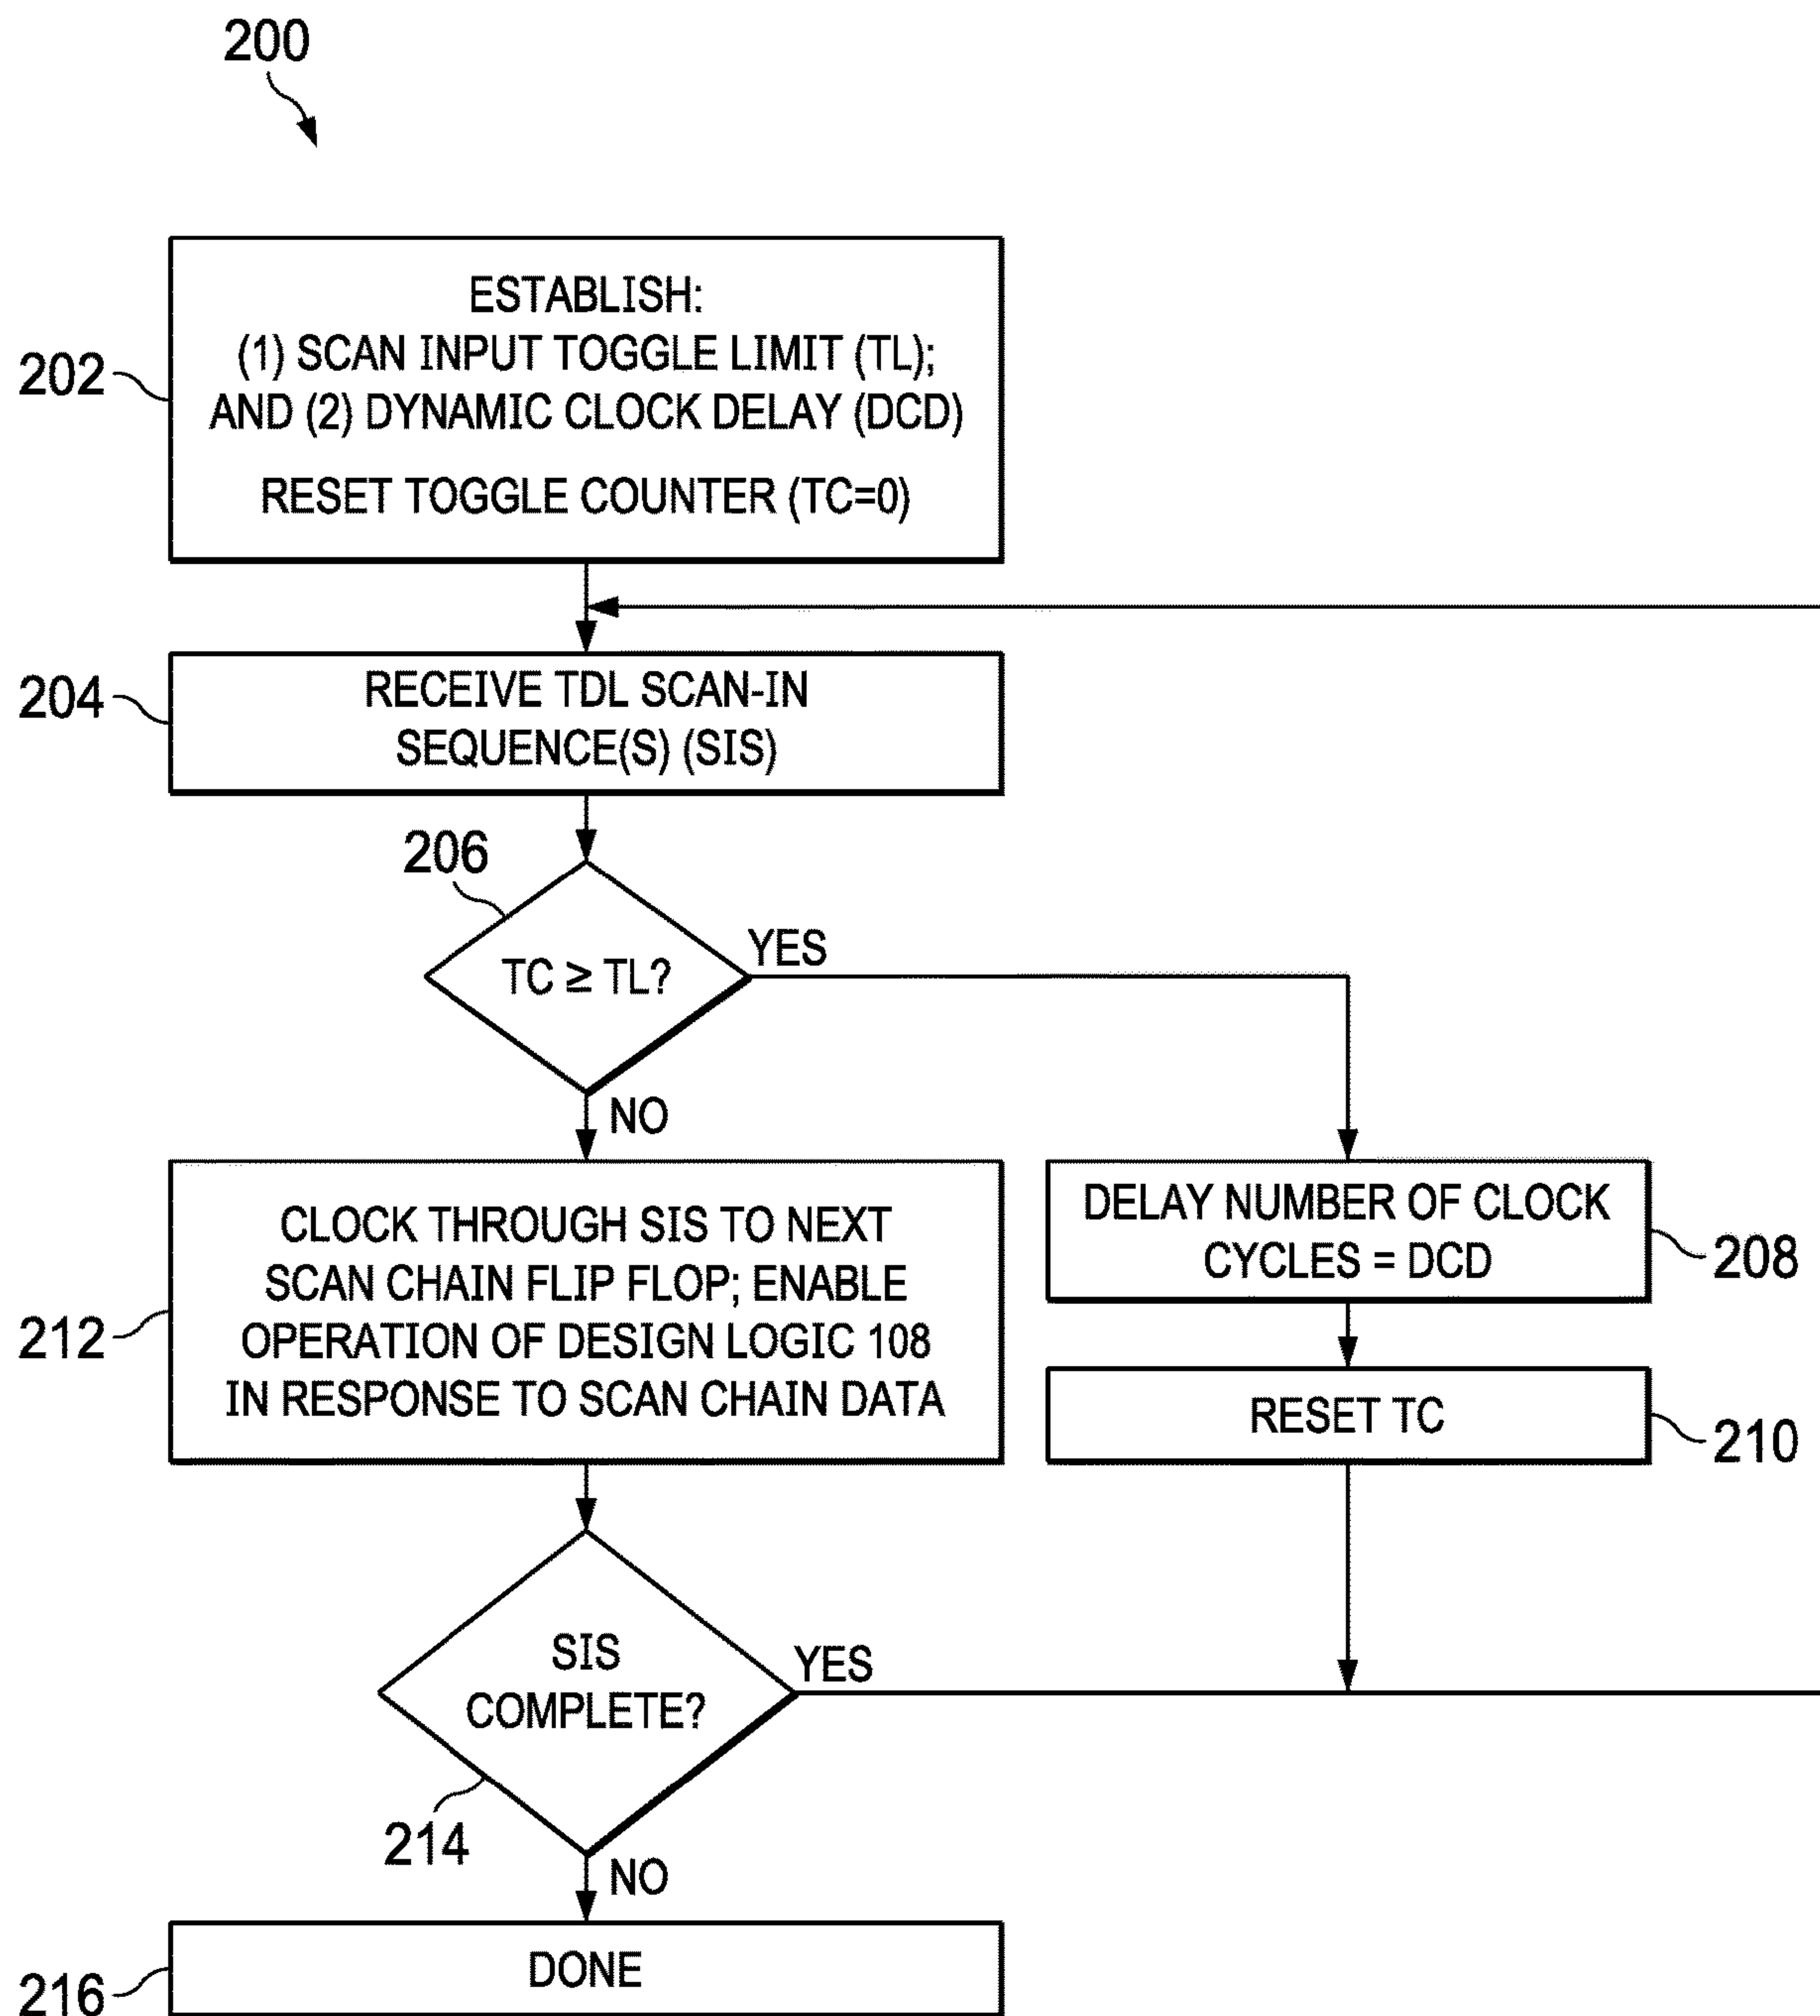 200
202
ESTABLISH:
(1) SCAN INPUT TOGGLE LIMIT (TL);
AND (2) DYNAMIC CLOCK DELAY (DCD)
RESET TOGGLE COUNTER (TC=0)
204
RECEIVE TDL SCAN-IN
SEQUENCE(S) (SIS)
206
TC ≥ TL?
YES
NO
212
CLOCK THROUGH SIS TO NEXT
SCAN CHAIN FLIP FLOP; ENABLE
OPERATION OF DESIGN LOGIC 108
IN RESPONSE TO SCAN CHAIN DATA
DELAY NUMBER OF CLOCK
CYCLES = DCD
208
RESET TC
210
SIS
COMPLETE?
YES
214
NO
216
DONE